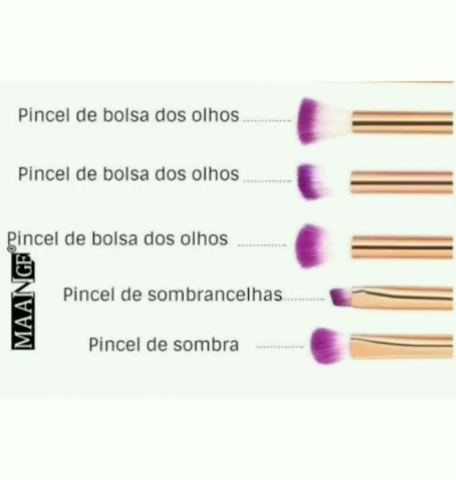 Pincel de bolsa dos olhos
Pincel de bolsa dos olhos
Pincel de bolsa dos olhos
Pincel de sombrancelhas
Pincel de sombra
MAANGE®